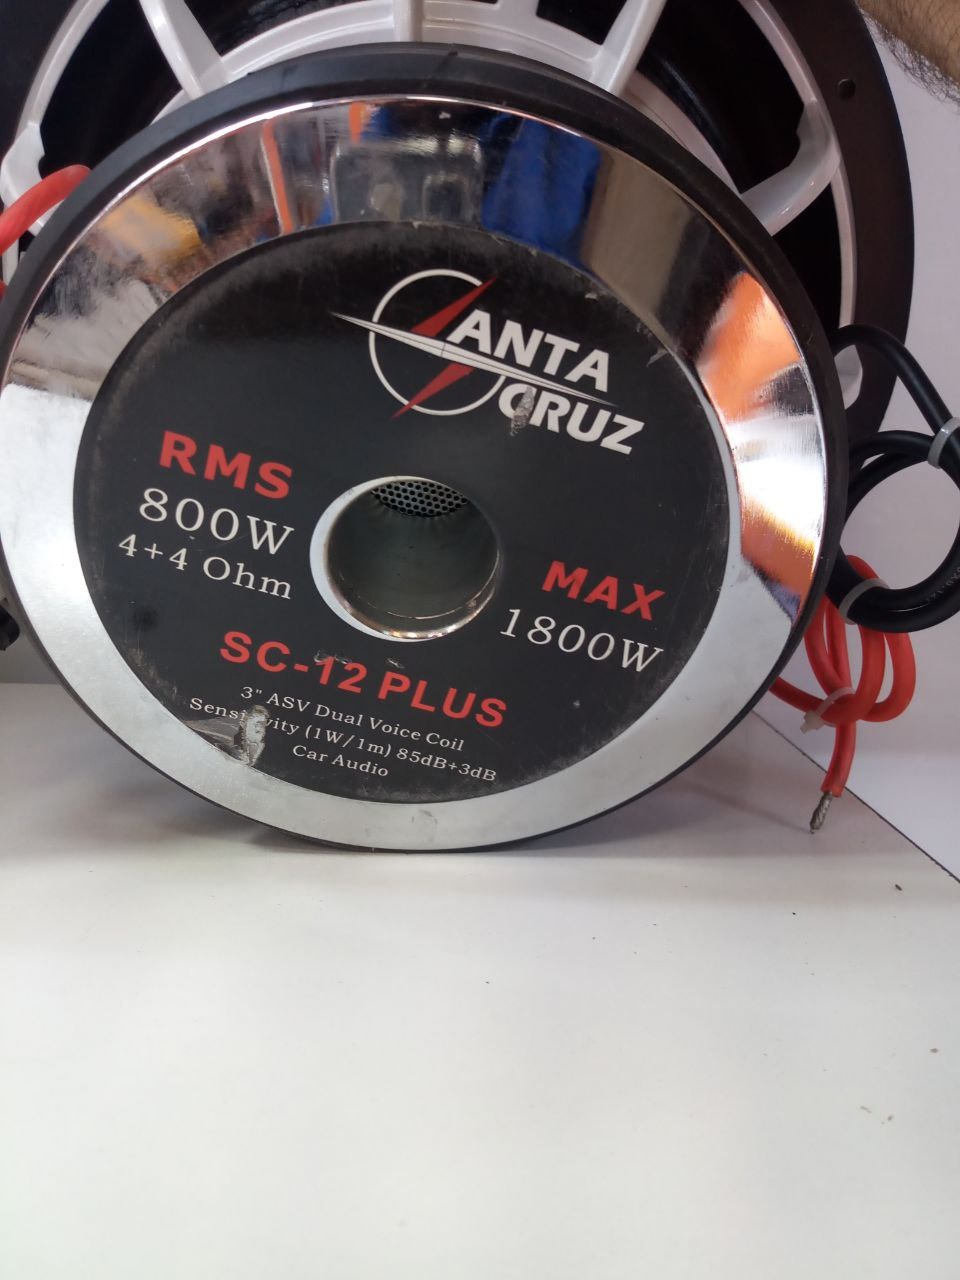 ANTA
CRUZ
RMS
800W
4+4 Ohm
MAX
1800W
SC-12 PLUS
3" ASV Dual Voice Coil
Sensitivity (1W/1m) 85dB+3dB
Car Audio